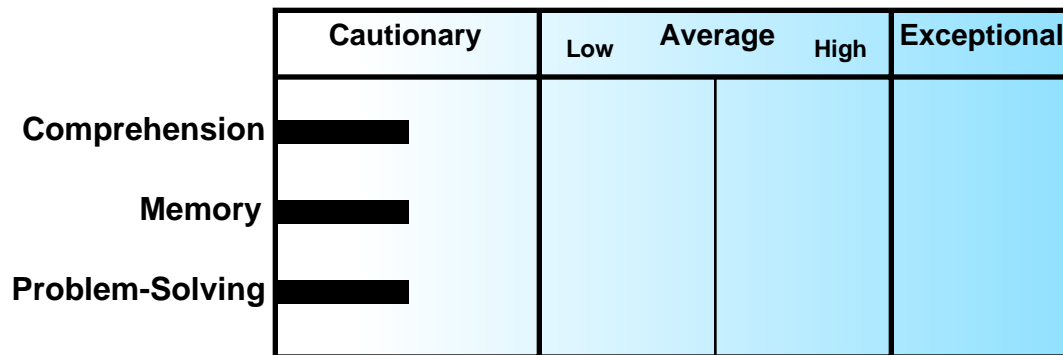 Cautionary
Low Average High
Exceptional
Comprehension
Memory
Problem-Solving